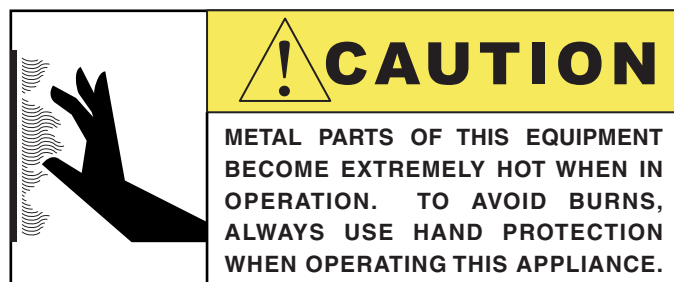 CAUTION
METAL PARTS OF THIS EQUIPMENT
BECOME EXTREMELY HOT WHEN IN
OPERATION. TO AVOID BURNS,
ALWAYS USE HAND PROTECTION
WHEN OPERATING THIS APPLIANCE.